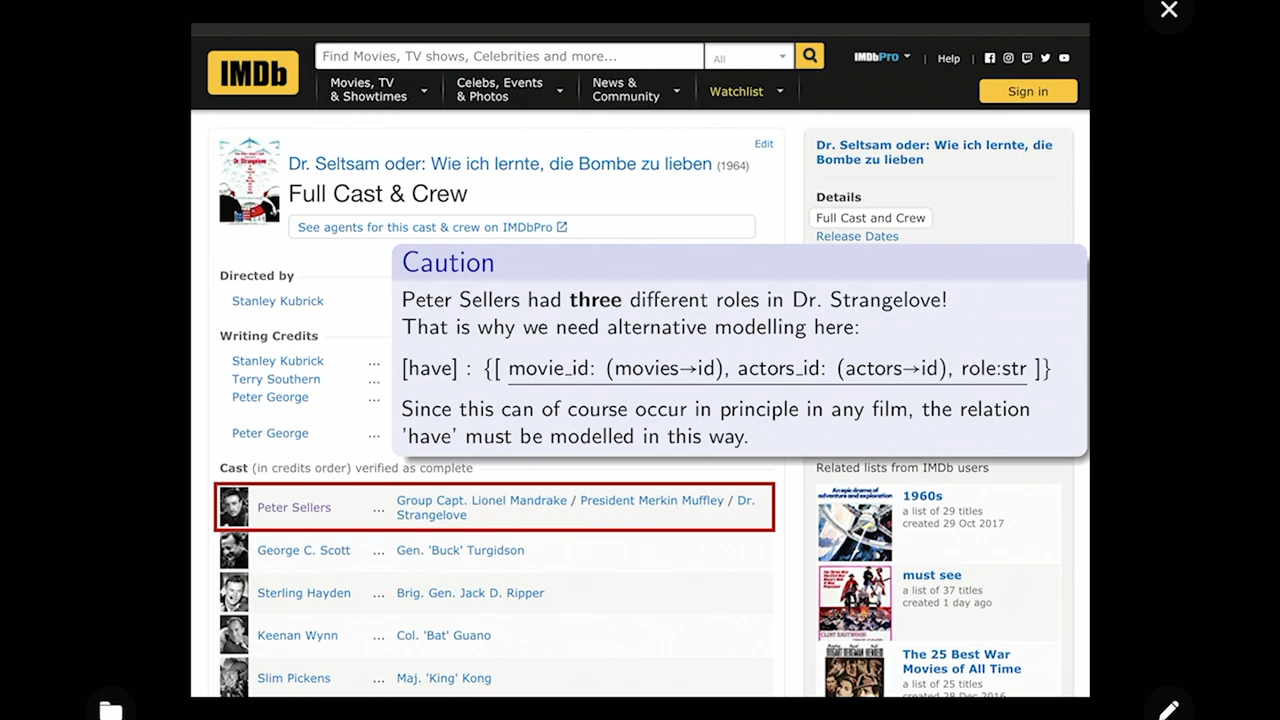 IMDb
Find Movies, TV shows, Celebrities and more...
All
IMDbPro
Help
Movies, TV
& Showtimes
Celebs, Events
& Photos
News &
Community
Watchlist
Sign in
Dr. Seltsam oder: Wie ich lernte, die Bombe zu lieben (1964)
Edit
Full Cast & Crew
See agents for this cast & crew on IMDbPro
Dr. Seltsam oder: Wie ich lernte, die
Bombe zu lieben
Details
Full Cast and Crew
Release Dates
Directed by
Stanley Kubrick
Writing Credits
Stanley Kubrick ...
Terry Southern ...
Peter George ...
Peter George ...
Caution
Peter Sellers had three different roles in Dr. Strangelove!
That is why we need alternative modelling here:
[have] : {[ movie_id: (movies→id), actors_id: (actors→id), role:str ]}
Since this can of course occur in principle in any film, the relation
'have' must be modelled in this way.
Cast (in credits order) verified as complete
Peter Sellers ... Group Capt. Lionel Mandrake / President Merkin Muffley / Dr.
Strangelove
George C. Scott ... Gen. 'Buck' Turgidson
Sterling Hayden ... Brig. Gen. Jack D. Ripper
Keenan Wynn ... Col. 'Bat' Guano
Slim Pickens ... Maj. 'King' Kong
Related lists from IMDb users
1960s
a list of 29 titles
created 29 Oct 2017
must see
a list of 37 titles
created 1 day ago
The 25 Best War
Movies of All Time
a list of 25 titles
created 28 Dec 2016